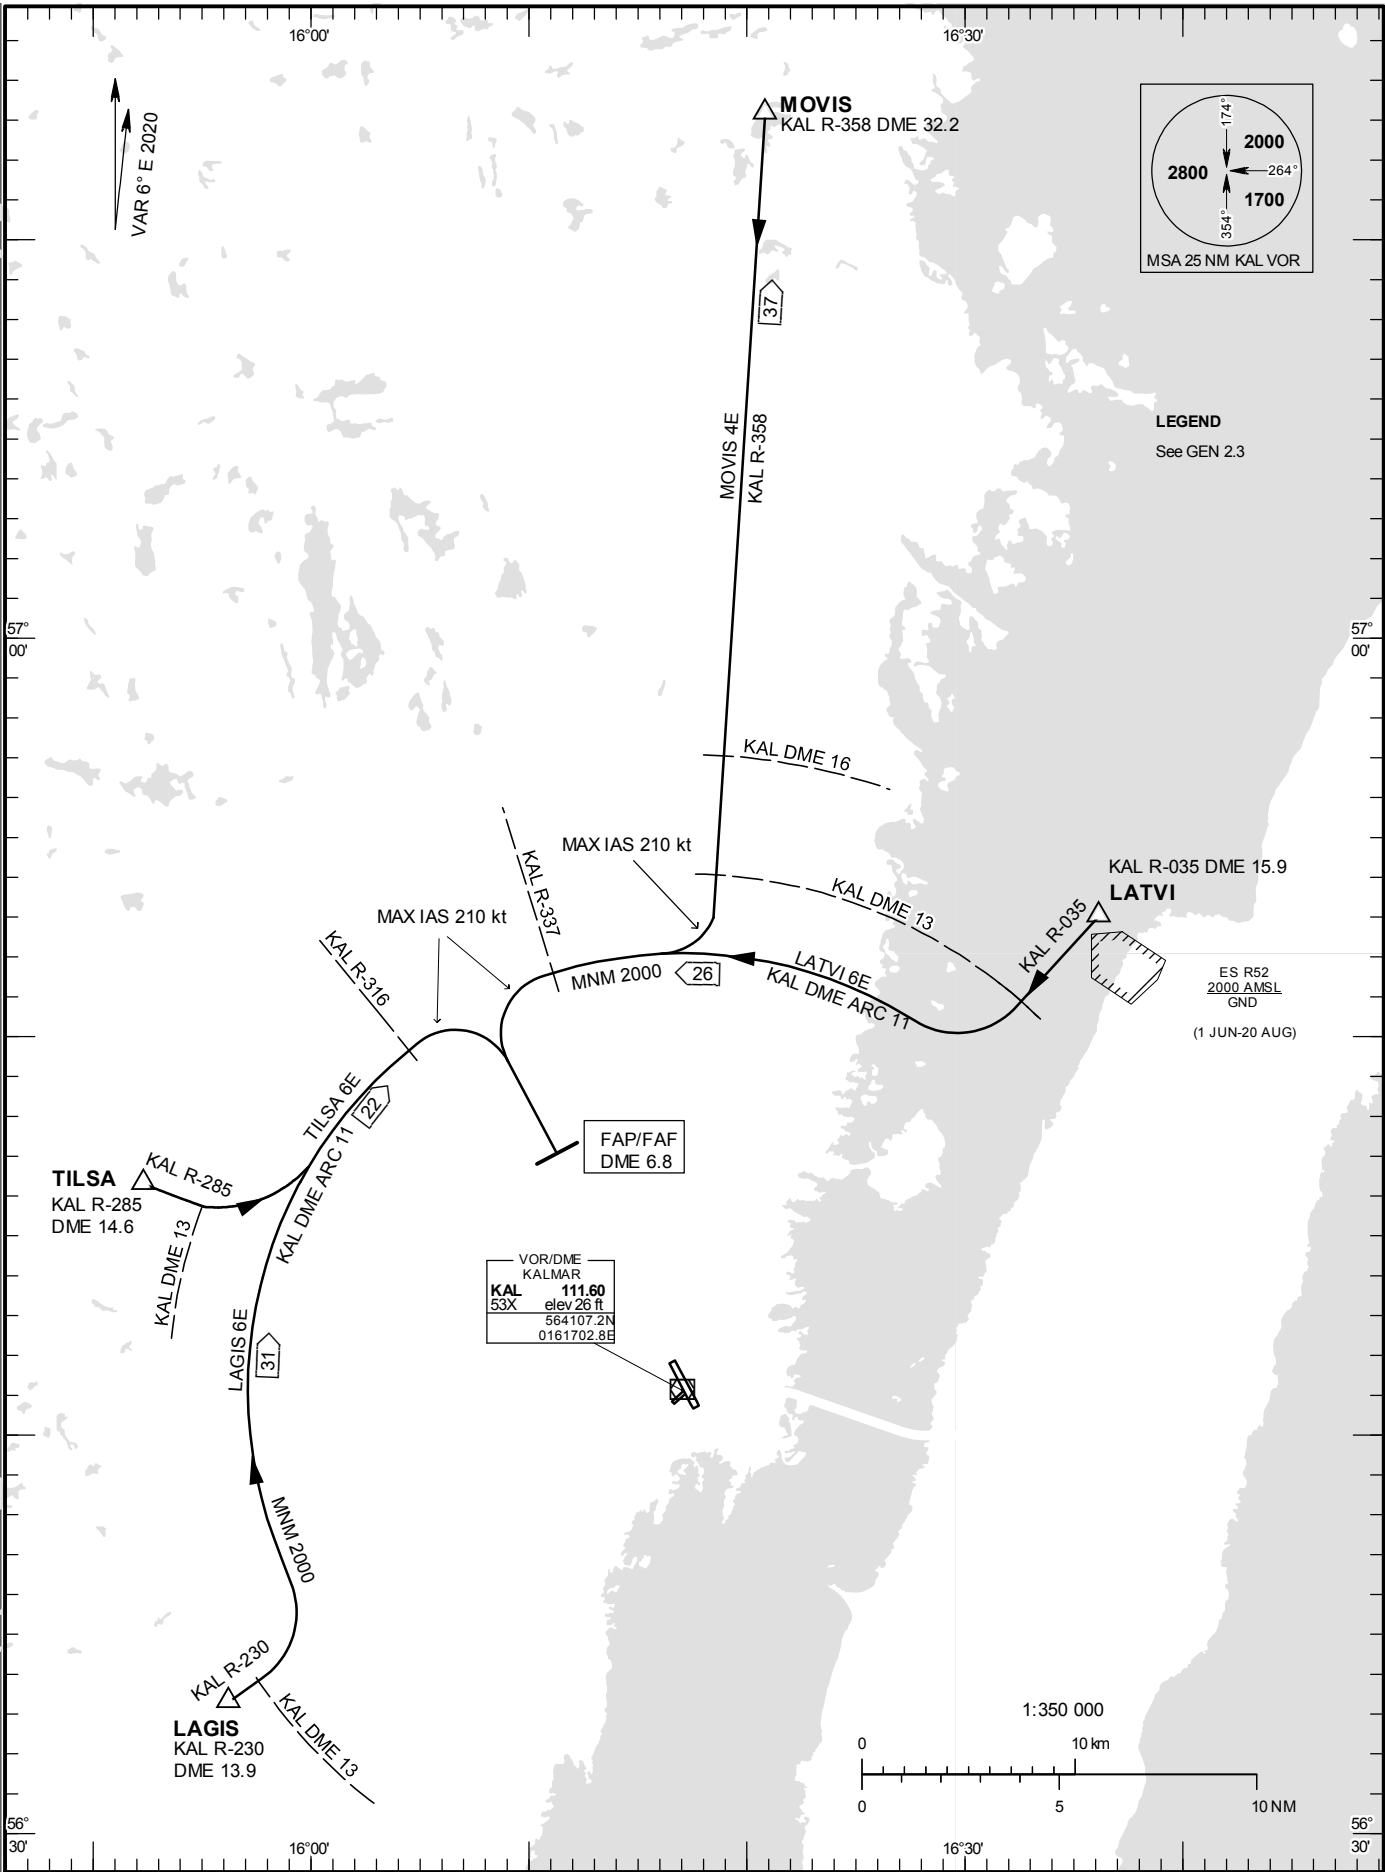 16°00'
16°30'
VAR 6° E 2020
MOVIS
KAL R-358 DME 32.2
174°
2000
2800
264°
1700
354°
MSA 25 NM KAL VOR
37
MOVIS 4E
KAL R-358
LEGEND
See GEN 2.3
57°
00'
57°
00'
KAL DME 16
MAX IAS 210 kt
KAL R-337
KAL DME 13
KAL R-035 DME 15.9
LATVI
KAL R-035
MAX IAS 210 kt
KAL R-316
MNM 2000
26
LATVI 6E
KAL DME ARC 11
ES R52
2000 AMSL
GND
(1 JUN-20 AUG)
TILSA 6E
22
KAL DME ARC 11
FAP/FAF
DME 6.8
TILSA
KAL R-285
DME 14.6
KAL R-285
KAL DME 13
VOR/DME
KALMAR
KAL 111.60
53X elev 26 ft
564107.2N
0161702.8E
LAGIS 6E
31
MNM 2000
KAL R-230
LAGIS
KAL R-230
DME 13.9
KAL DME 13
1:350 000
0 10 km
0 5 10 NM
56°
30'
56°
30'
16°00'
16°30'